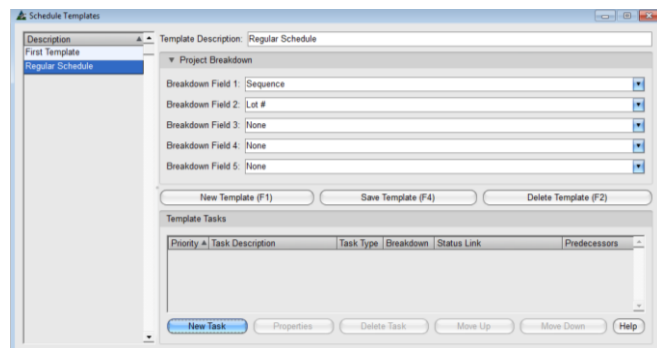 Schedule Templates
Description
First Template
Regular Schedule
Template Description: Regular Schedule
Project Breakdown
Breakdown Field 1: Sequence
Breakdown Field 2: Lot #
Breakdown Field 3: None
Breakdown Field 4: None
Breakdown Field 5: None
New Template (F1) Save Template (F4) Delete Template (F2)
Template Tasks
Priority Task Description Task Type Breakdown Status Link Predecessors
New Task Properties Delete Task Move Up Move Down Help